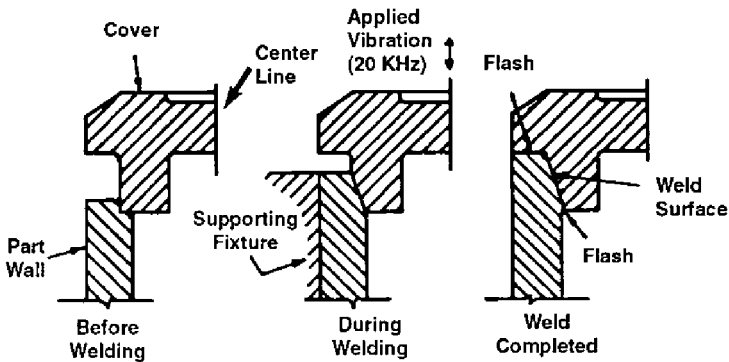 Cover
Center
Line
Applied
Vibration
(20 KHz)
Flash
Part
Wall
Supporting
Fixture
Weld
Surface
Flash
Before
Welding
During
Welding
Weld
Completed